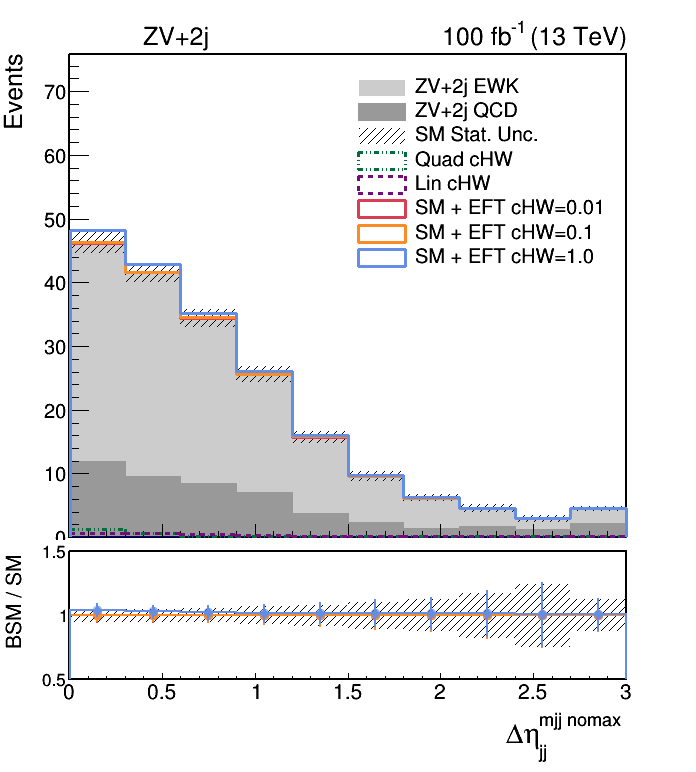 ZV+2j 100 fb⁻¹ (13 TeV)
Events
70
60
50
40
30
20
10
0
ZV+2j EWK
ZV+2j QCD
SM Stat. Unc.
Quad cHW
Lin cHW
SM + EFT cHW=0.01
SM + EFT cHW=0.1
SM + EFT cHW=1.0
BSM / SM
1.5
1
0.5
0 0.5 1 1.5 2 2.5 3
Δη_jj^mjj nomax